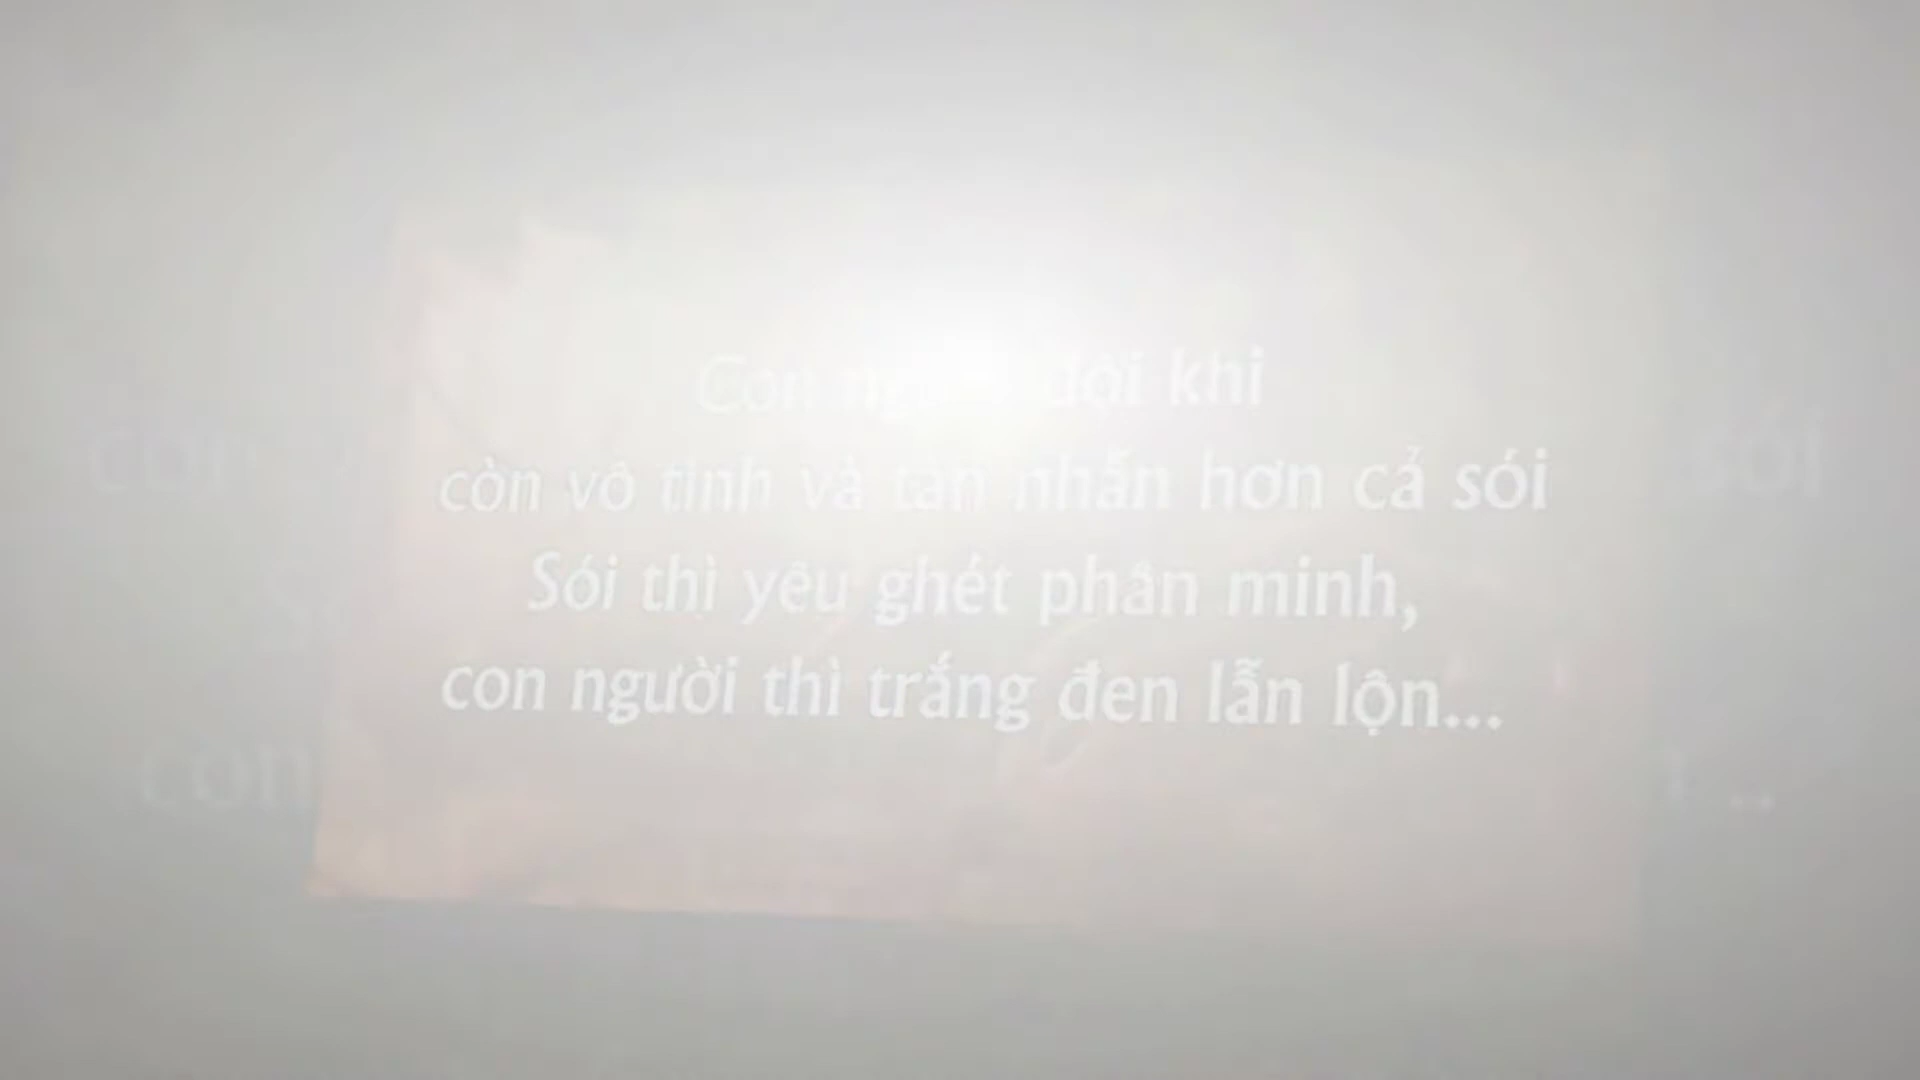 Con người đôi khi
còn vô tình và tàn nhẫn hơn cả sói
Sói thì yêu ghét phân minh,
con người thì trắng đen lẫn lộn...